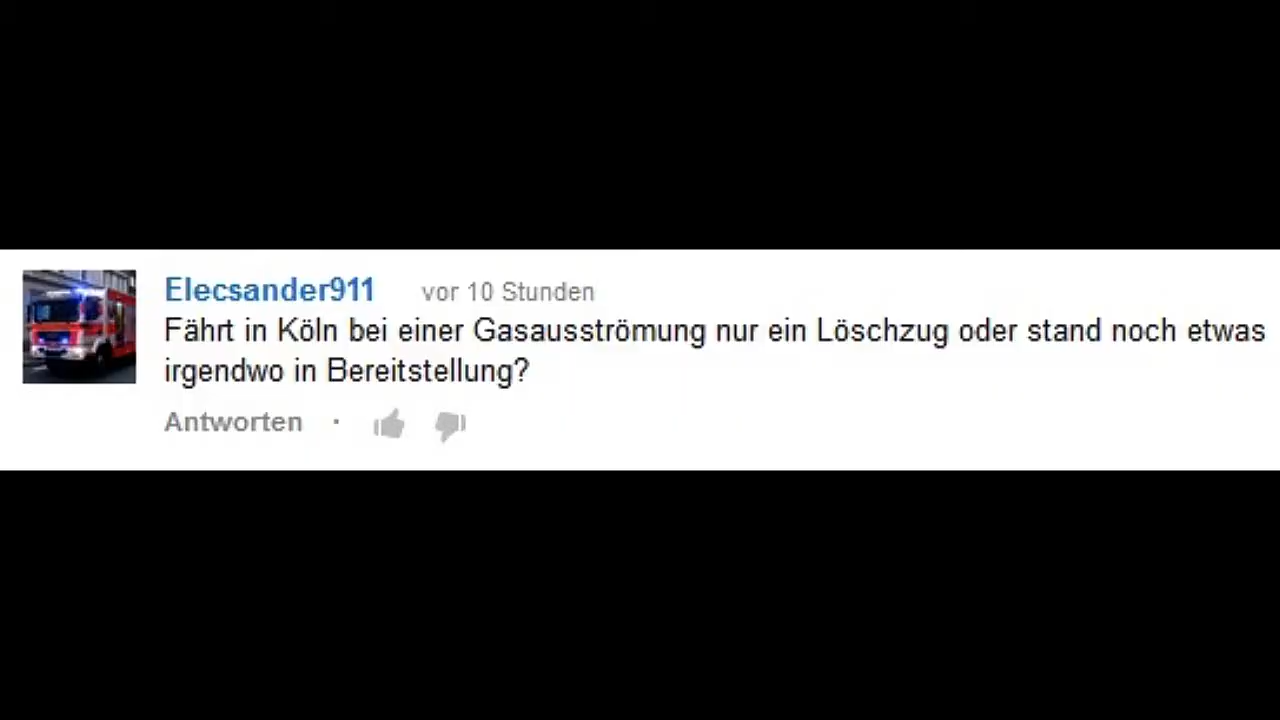 Elecsander911 vor 10 Stunden
Fährt in Köln bei einer Gasausströmung nur ein Löschzug oder stand noch etwas
irgendwo in Bereitstellung?
Antworten ·